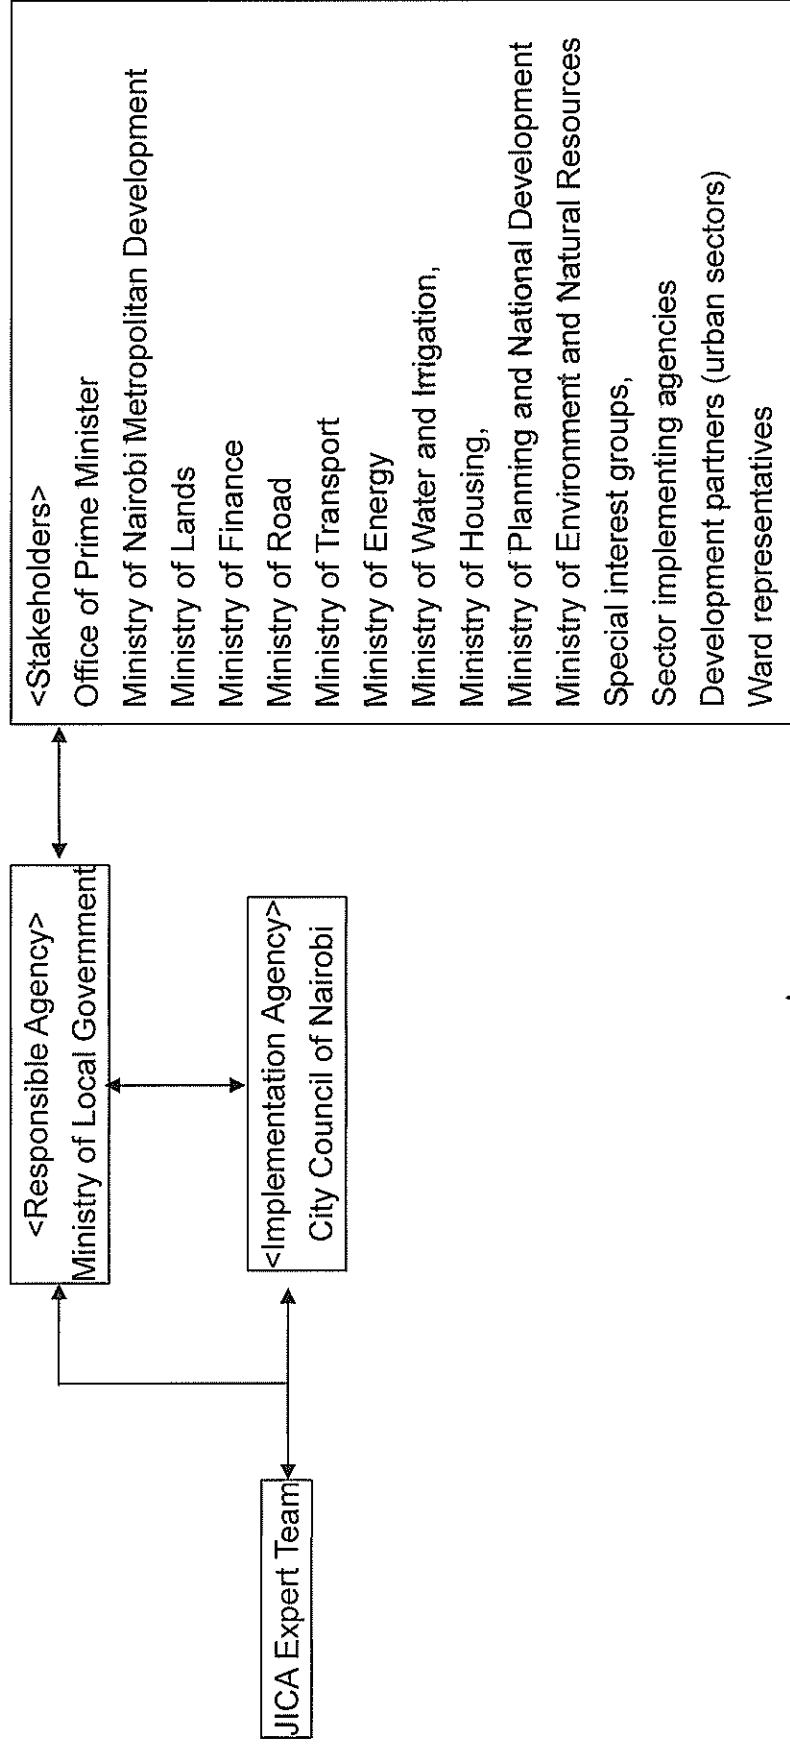 JICA Expert Team
<Responsible Agency>
Ministry of Local Government
<Implementation Agency>
City Council of Nairobi
<Stakeholders>
Office of Prime Minister
Ministry of Nairobi Metropolitan Development
Ministry of Lands
Ministry of Finance
Ministry of Road
Ministry of Transport
Ministry of Energy
Ministry of Water and Irrigation,
Ministry of Housing,
Ministry of Planning and National Development
Ministry of Environment and Natural Resources
Special interest groups,
Sector implementing agencies
Development partners (urban sectors)
Ward representatives